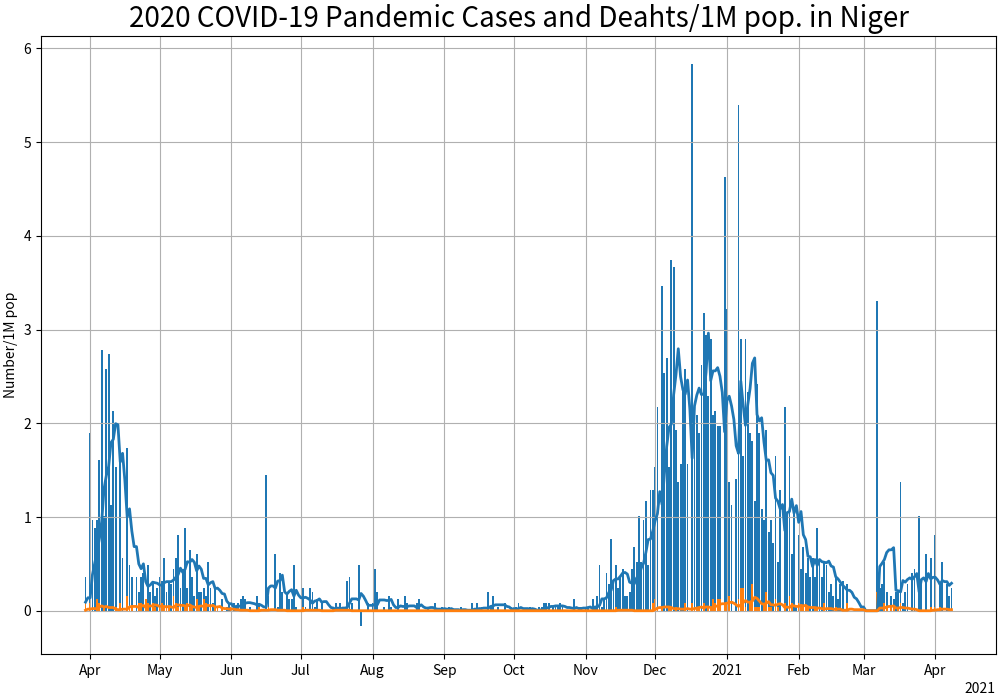 2020 COVID-19 Pandemic Cases and Deahts/1M pop. in Niger
Number/1M pop
6
5
4
3
2
1
0
Apr May Jun Jul Aug Sep Oct Nov Dec 2021 Feb Mar Apr
2021